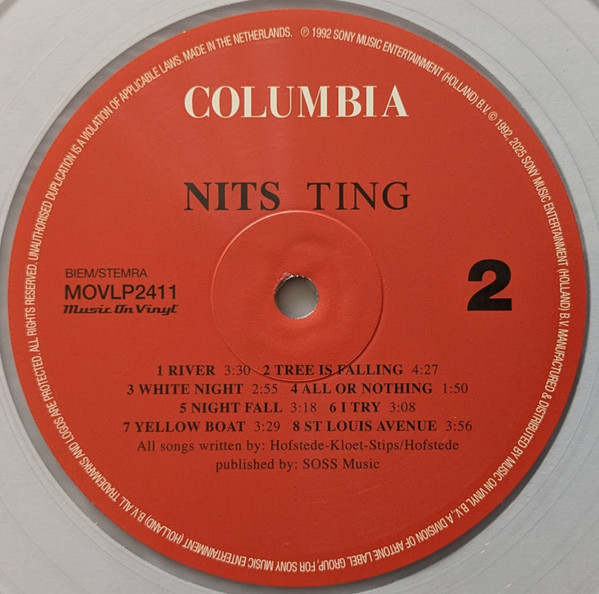 ALL RIGHTS RESERVED. UNAUTHORISED DUPLICATION IS A VIOLATION OF APPLICABLE LAWS. MADE IN THE NETHERLANDS. ℗ 1992 SONY MUSIC ENTERTAINMENT (HOLLAND) B.V. © 1992, 2025 SONY MUSIC ENTERTAINMENT (HOLLAND) B.V. MANUFACTURED & DISTRIBUTED BY MUSIC ON VINYL B.V., A DIVISION OF ARTONE LABEL GROUP, FOR SONY MUSIC ENTERTAINMENT (HOLLAND) B.V. ALL TRADEMARKS AND LOGOS ARE PROTECTED.
COLUMBIA
NITS TING
BIEM/STEMRA
MOVLP2411
Music On Vinyl
2
1 RIVER 3:30 2 TREE IS FALLING 4:27
3 WHITE NIGHT 2:55 4 ALL OR NOTHING 1:50
5 NIGHT FALL 3:18 6 I TRY 3:08
7 YELLOW BOAT 3:29 8 ST LOUIS AVENUE 3:56
All songs written by: Hofstede-Kloet-Stips/Hofstede
published by: SOSS Music